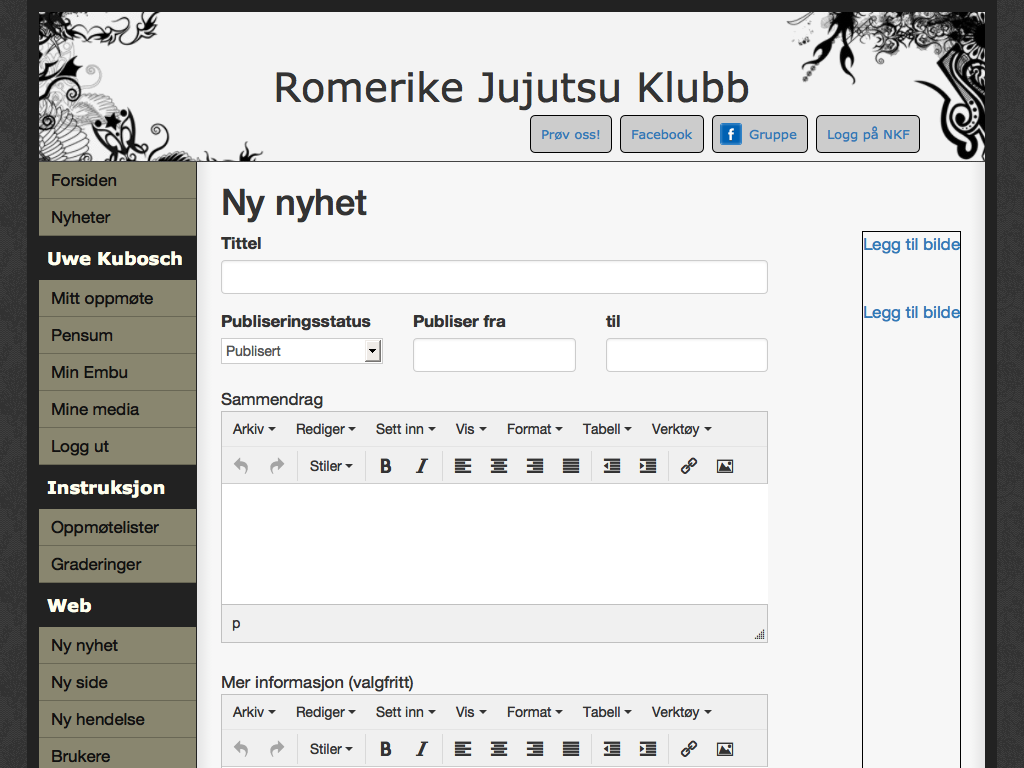 Romerike Jujutsu Klubb
Prøv oss! Facebook f Gruppe Logg på NKF
Forsiden
Nyheter
Uwe Kubosch
Mitt oppmøte
Pensum
Min Embu
Mine media
Logg ut
Instruksjon
Oppmøtelister
Graderinger
Web
Ny nyhet
Ny side
Ny hendelse
Brukere
Ny nyhet
Tittel
Publiseringsstatus Publiser fra til
Publisert
Sammendrag
Arkiv Rediger Sett inn Vis Format Tabell Verktøy
Stiler B I
p
Mer informasjon (valgfritt)
Arkiv Rediger Sett inn Vis Format Tabell Verktøy
Stiler B I
Legg til bilde
Legg til bilde